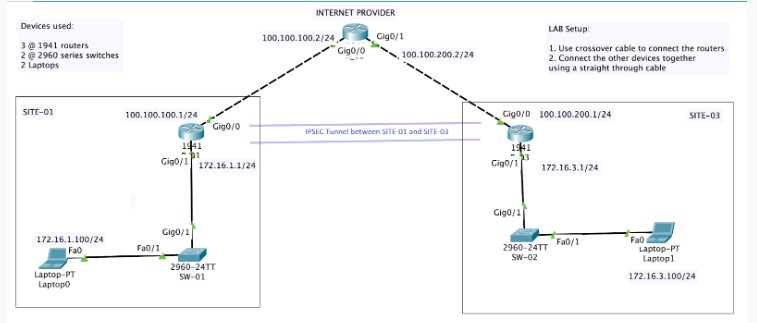 INTERNET PROVIDER
Devices used:
3 @ 1941 routers
2 @ 2960 series switches
2 Laptops
100.100.100.2/24
Gig0/1
Gig0/0
100.100.200.2/24
LAB Setup:
1. Use crossover cable to connect the routers
2. Connect the other devices together
using a straight through cable
SITE-01
100.100.100.1/24
Gig0/0
1941
Gig0/1
172.16.1.1/24
IPSEC Tunnel between SITE 01 and SITE 03
Gig0/0
100.100.200.1/24
SITE-03
1941
Gig0/1
172.16.3.1/24
Gig0/1
172.16.1.100/24
Fa0
Fa0/1
Laptop-PT
Laptop0
2960-24TT
SW-01
Gig0/1
2960-24TT
SW-02
Fa0/1
Fa0
Laptop-PT
Laptop1
172.16.3.100/24